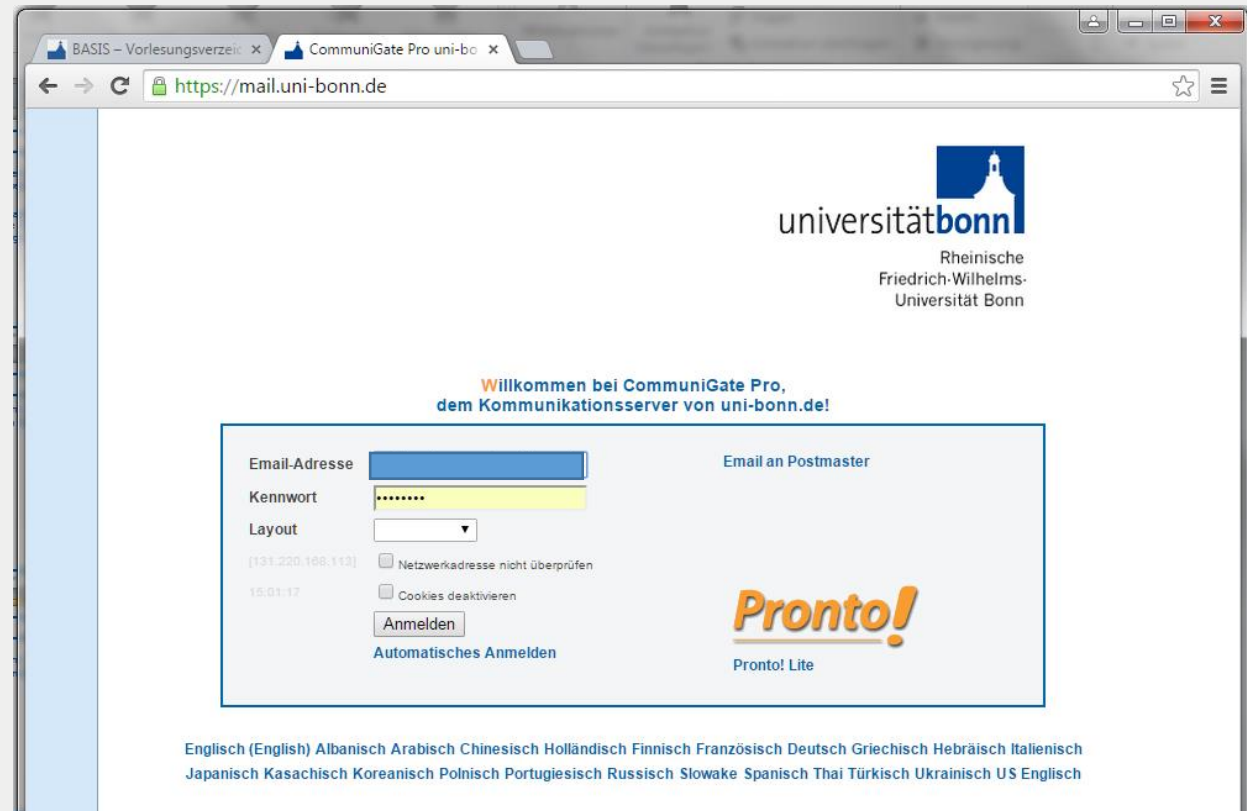 BASIS – Vorlesungsverzeic
CommuniGate Pro uni-bo
https://mail.uni-bonn.de
universitätbonn
Rheinische
Friedrich-Wilhelms-
Universität Bonn
Willkommen bei CommuniGate Pro,
dem Kommunikationsserver von uni-bonn.de!
Email-Adresse
Email an Postmaster
Kennwort
Layout
[131.220.168.113]
Netzwerkadresse nicht überprüfen
15:01:17
Cookies deaktivieren
Anmelden
Pronto!
Automatisches Anmelden
Pronto! Lite
Englisch (English) Albanisch Arabisch Chinesisch Holländisch Finnisch Französisch Deutsch Griechisch Hebräisch Italienisch
Japanisch Kasachisch Koreanisch Polnisch Portugiesisch Russisch Slowake Spanisch Thai Türkisch Ukrainisch US Englisch